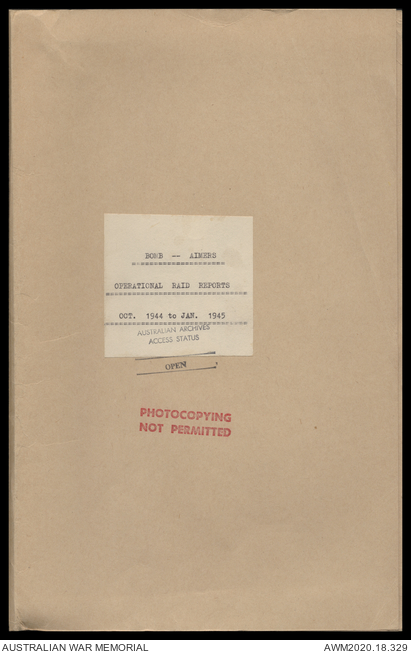 BOMB -- AIMERS
OPERATIONAL RAID REPORTS
OCT. 1944 to JAN. 1945
AUSTRALIAN ARCHIVES
ACCESS STATUS
OPEN
PHOTOCOPYING
NOT PERMITTED
AUSTRALIAN WAR MEMORIAL
AWM2020.18.329